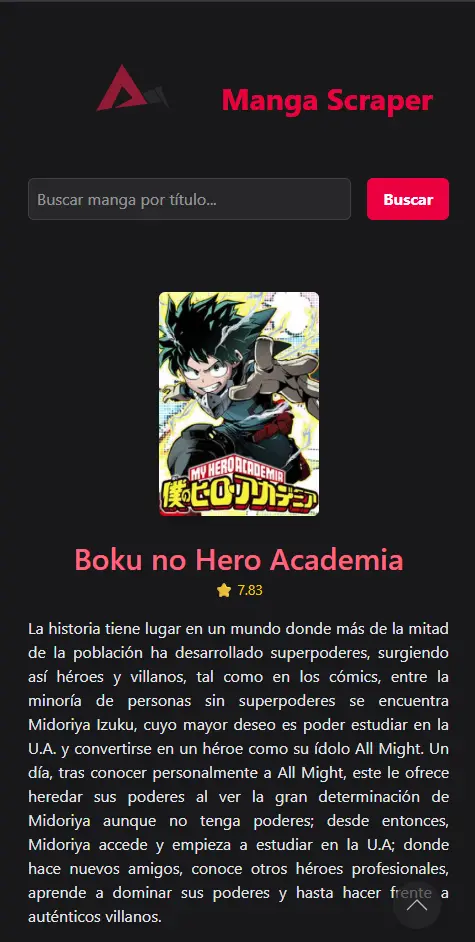 Manga Scraper
Buscar manga por título...
Buscar
MY HERO ACADEMIA
僕のヒーローアカデミア
Boku no Hero Academia
7.83
La historia tiene lugar en un mundo donde más de la mitad
de la población ha desarrollado superpoderes, surgiendo
así héroes y villanos, tal como en los cómics, entre la
minoría de personas sin superpoderes se encuentra
Midoriya Izuku, cuyo mayor deseo es poder estudiar en la
U.A. y convertirse en un héroe como su ídolo All Might. Un
día, tras conocer personalmente a All Might, este le ofrece
heredar sus poderes al ver la gran determinación de
Midoriya aunque no tenga poderes; desde entonces,
Midoriya accede y empieza a estudiar en la U.A; donde
hace nuevos amigos, conoce otros héroes profesionales,
aprende a dominar sus poderes y hasta hacer frente a
auténticos villanos.